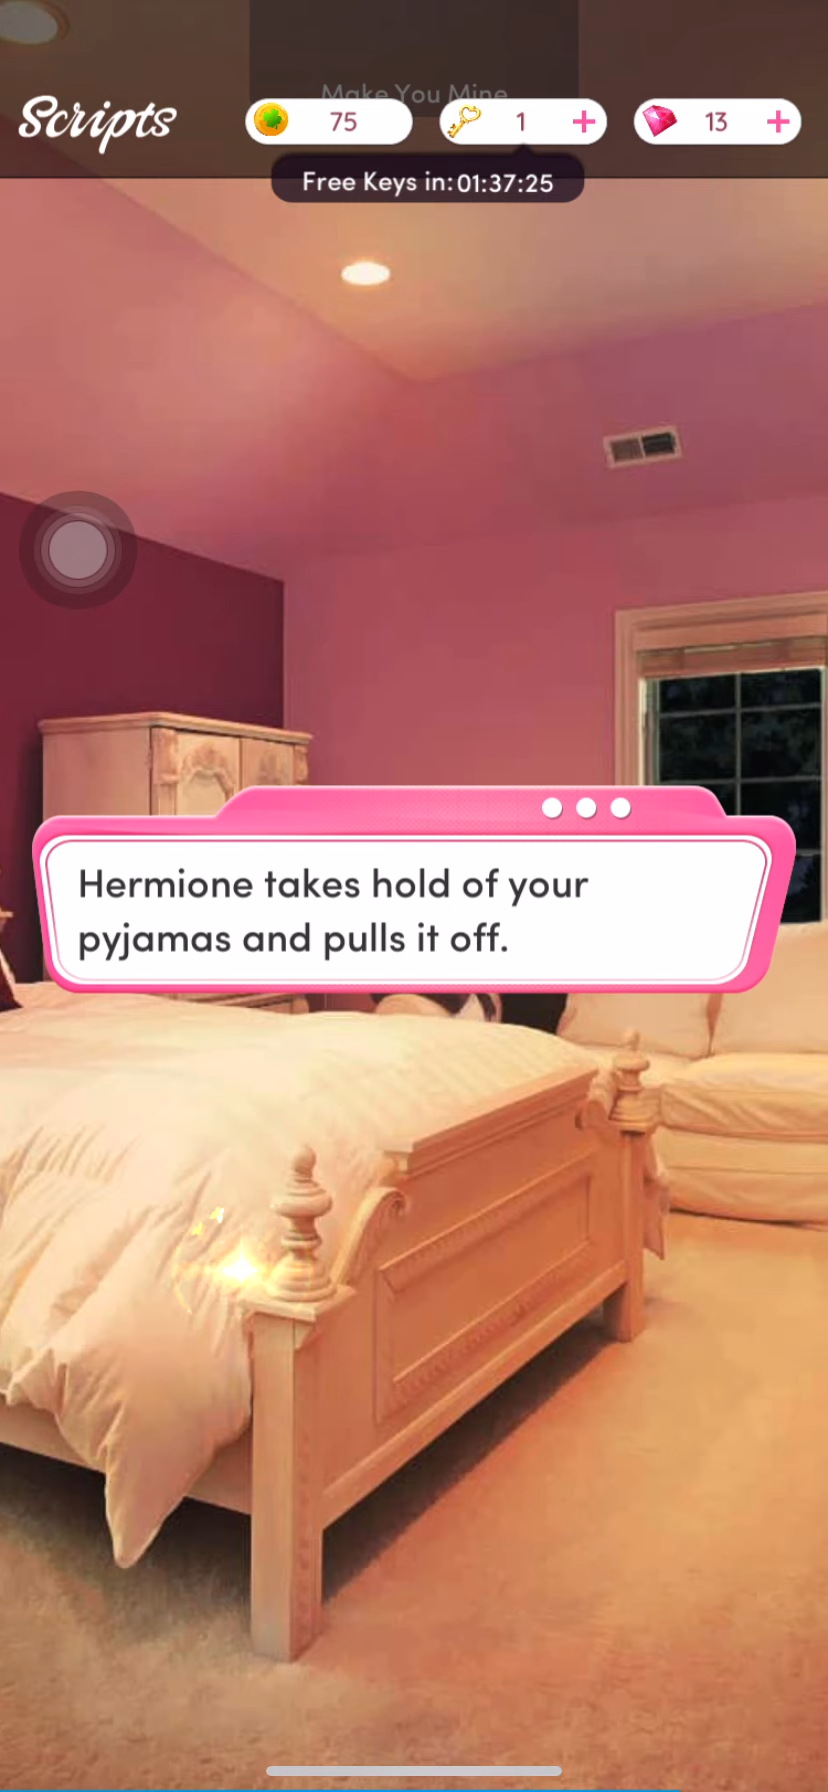 Make You Mine
Scripts
75
1
13
Free Keys in: 01:37:25
Hermione takes hold of your
pyjamas and pulls it off.